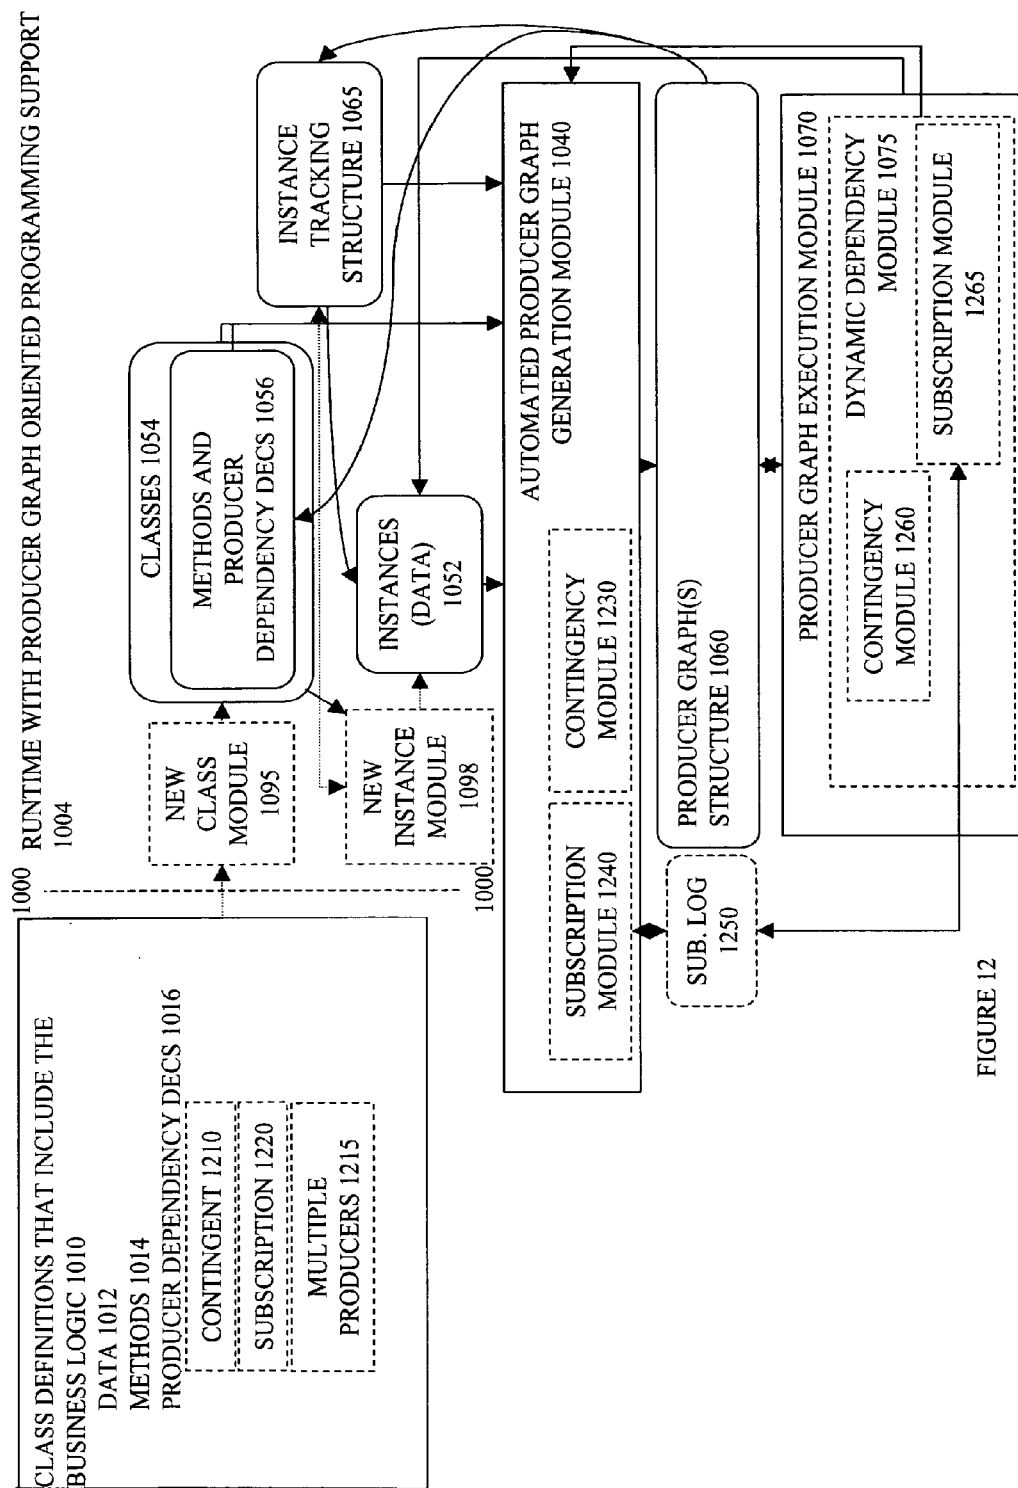 CLASS DEFINITIONS THAT INCLUDE THE
BUSINESS LOGIC 1010
DATA 1012
METHODS 1014
PRODUCER DEPENDENCY DECS 1016
CONTINGENT 1210
SUBSCRIPTION 1220
MULTIPLE
PRODUCERS 1215
1000
1000
RUNTIME WITH PRODUCER GRAPH ORIENTED PROGRAMMING SUPPORT
1004
NEW
CLASS
MODULE
1095
CLASSES 1054
METHODS AND
PRODUCER
DEPENDENCY DECS 1056
INSTANCE
TRACKING
STRUCTURE 1065
NEW
INSTANCE
MODULE
1098
INSTANCES
(DATA)
1052
AUTOMATED PRODUCER GRAPH
GENERATION MODULE 1040
SUBSCRIPTION
MODULE 1240
CONTINGENCY
MODULE 1230
SUB. LOG
1250
PRODUCER GRAPH(S)
STRUCTURE 1060
PRODUCER GRAPH EXECUTION MODULE 1070
DYNAMIC DEPENDENCY
MODULE 1075
CONTINGENCY
MODULE 1260
SUBSCRIPTION MODULE
1265
FIGURE 12